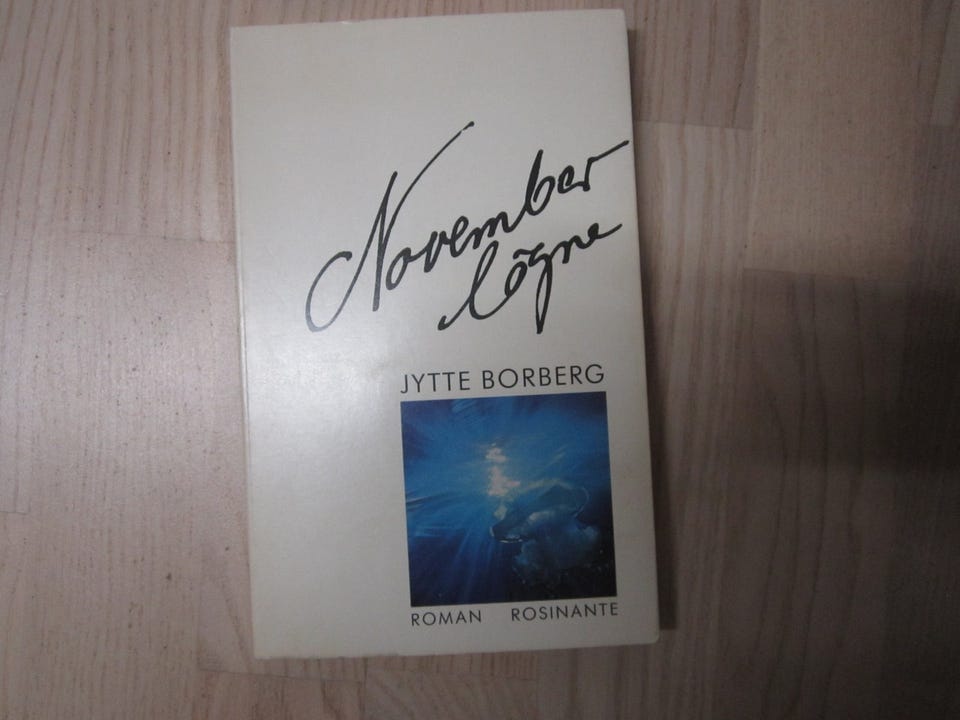 November
løgne
JYTTE BORBERG
ROMAN ROSINANTE